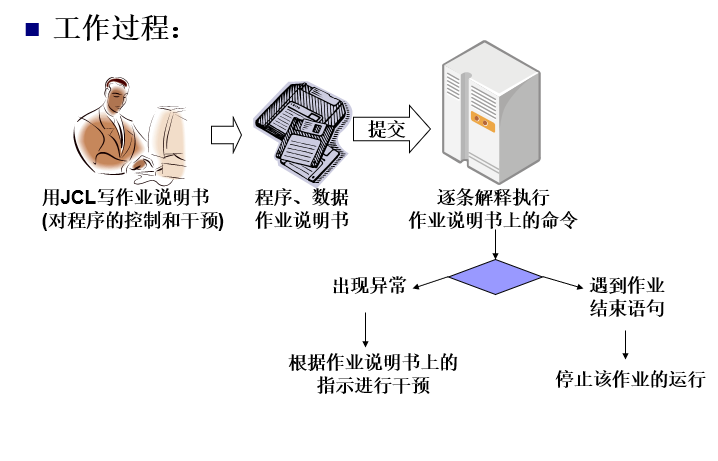 工作过程：
提交
用JCL写作业说明书
(对程序的控制和干预)
程序、数据
作业说明书
逐条解释执行
作业说明书上的命令
出现异常
遇到作业
结束语句
根据作业说明书上的
指示进行干预
停止该作业的运行